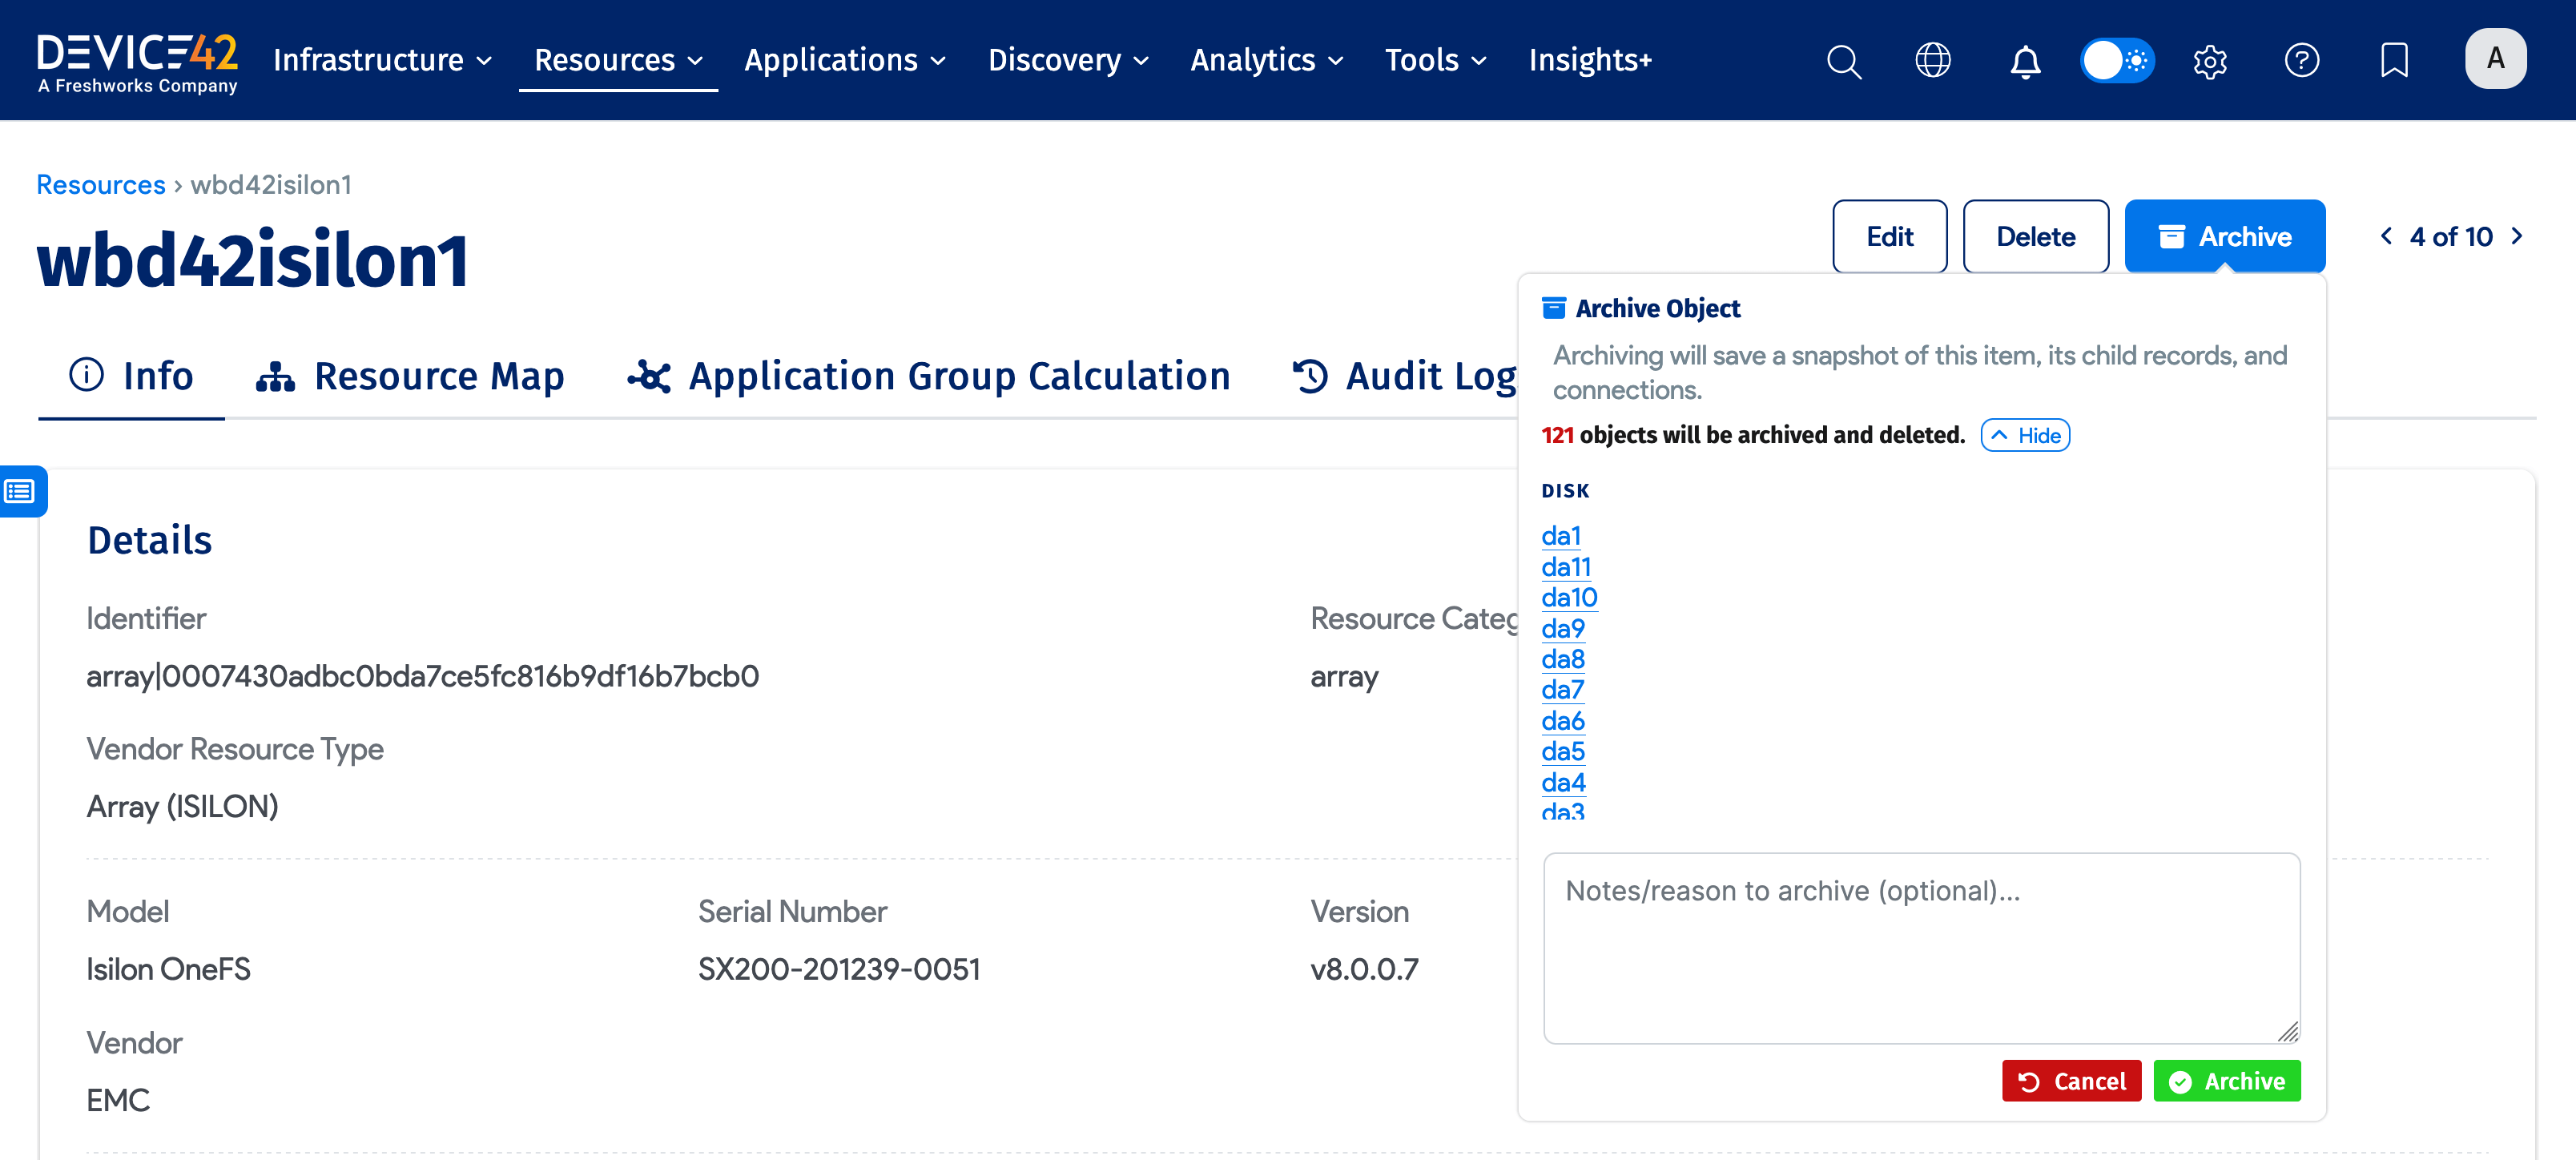 DEVICE42
A Freshworks Company
Infrastructure Resources Applications Discovery Analytics Tools Insights+
A
Resources › wbd42isilon1
wbd42isilon1
Edit Delete Archive
4 of 10
Info Resource Map Application Group Calculation Audit Log
Archive Object
Archiving will save a snapshot of this item, its child records, and
connections.
121 objects will be archived and deleted. Hide
DISK
da1
da11
da10
da9
da8
da7
da6
da5
da4
da3
Notes/reason to archive (optional)...
Cancel Archive
Details
Identifier
array|0007430adbc0bda7ce5fc816b9df16b7bcb0
Resource Categ
array
Vendor Resource Type
Array (ISILON)
Model
Isilon OneFS
Serial Number
SX200-201239-0051
Version
v8.0.0.7
Vendor
EMC